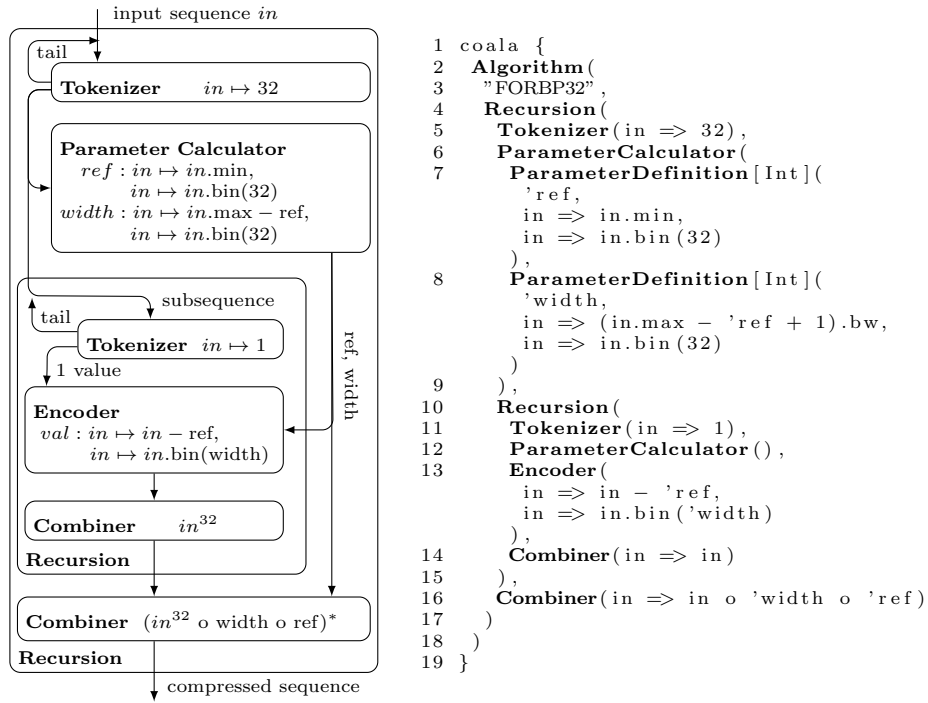 input sequence in
tail
Tokenizer in ↦ 32
Parameter Calculator
ref : in ↦ in.min,
in ↦ in.bin(32)
width : in ↦ in.max − ref,
in ↦ in.bin(32)
subsequence
tail
Tokenizer in ↦ 1
1 value
ref, width
Encoder
val : in ↦ in − ref,
in ↦ in.bin(width)
Combiner in³²
Recursion
Combiner (in³² o width o ref)*
Recursion
compressed sequence
1 coala {
2 Algorithm(
3 "FORBP32",
4 Recursion(
5 Tokenizer(in => 32),
6 ParameterCalculator(
7 ParameterDefinition[Int](
'ref,
in => in.min,
in => in.bin(32)
),
8 ParameterDefinition[Int](
'width,
in => (in.max − 'ref + 1).bw,
in => in.bin(32)
)
9 ),
10 Recursion(
11 Tokenizer(in => 1),
12 ParameterCalculator(),
13 Encoder(
in => in − 'ref,
in => in.bin('width)
),
14 Combiner(in => in)
15 ),
16 Combiner(in => in o 'width o 'ref)
17 )
18 )
19 }